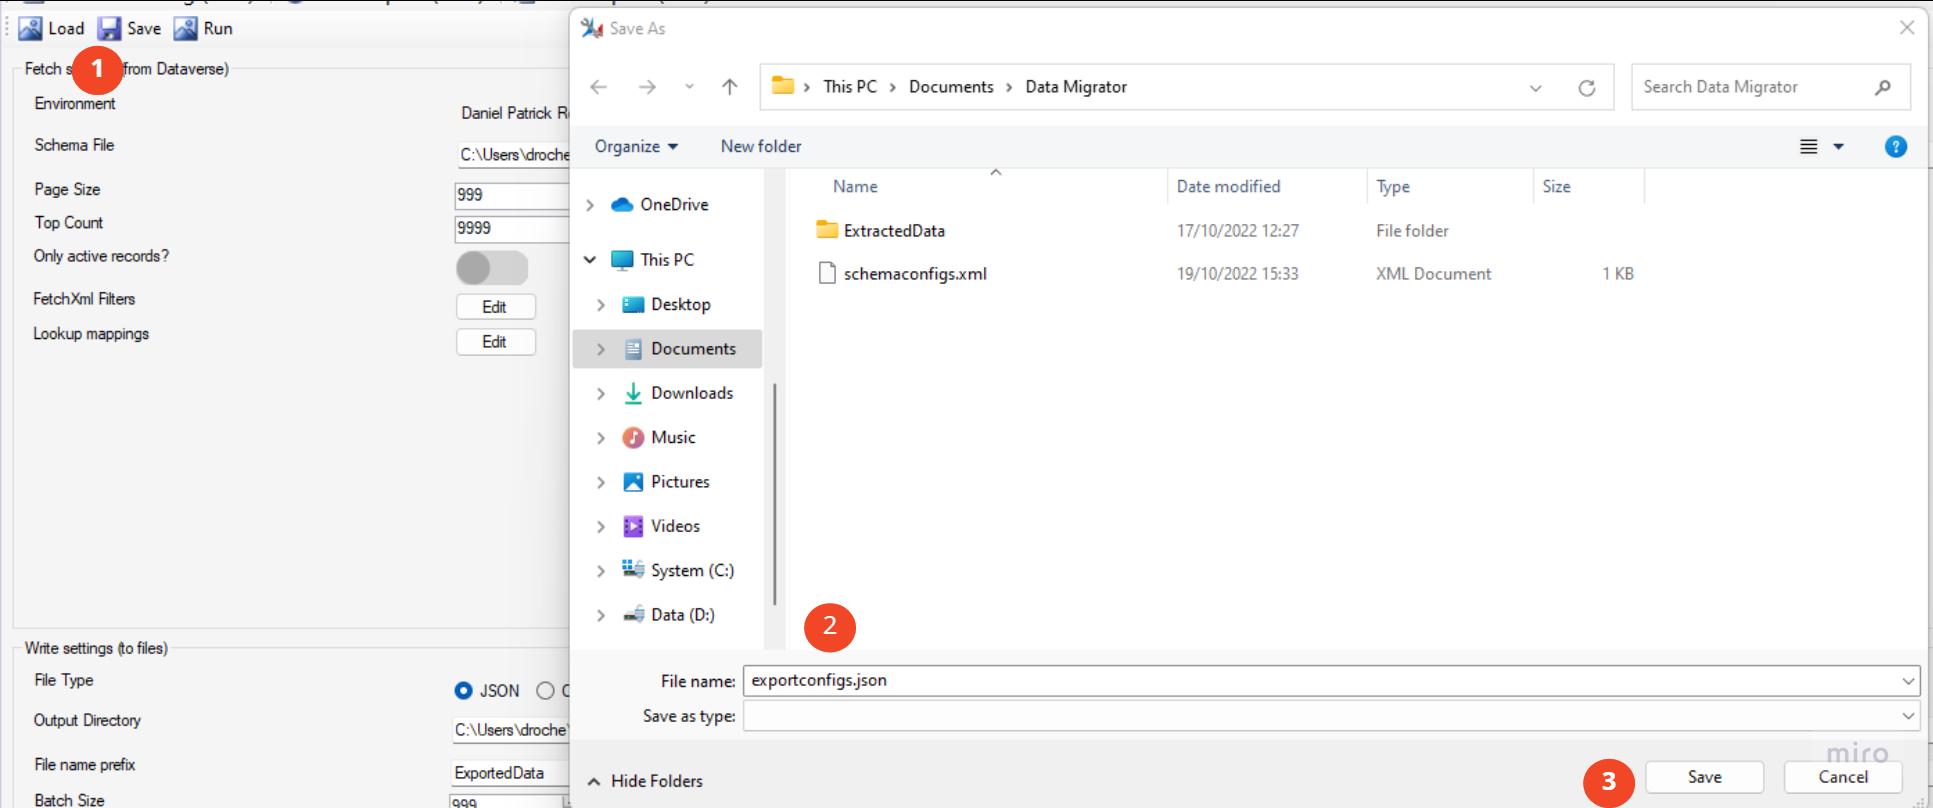 Load Save Run
1
Fetch s (from Dataverse)
Environment
Daniel Patrick R
Schema File
C:\Users\droche
Page Size
999
Top Count
9999
Only active records?
FetchXml Filters
Edit
Lookup mappings
Edit
Write settings (to files)
File Type
JSON
Output Directory
C:\Users\droche\
File name prefix
ExportedData
Batch Size
999
Save As
This PC > Documents > Data Migrator
Search Data Migrator
Organize New folder
?
Name Date modified Type Size
ExtractedData 17/10/2022 12:27 File folder
schemaconfigs.xml 19/10/2022 15:33 XML Document 1 KB
OneDrive
This PC
Desktop
Documents
Downloads
Music
Pictures
Videos
System (C:)
Data (D:)
2
File name: exportconfigs.json
Save as type:
miro
Hide Folders
3
Save Cancel